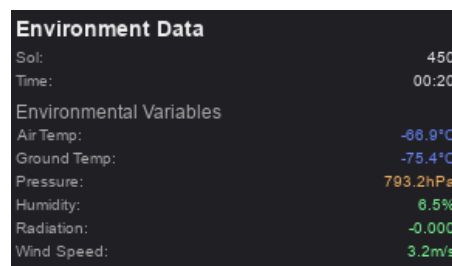 Environment Data
Sol: 450
Time: 00:20
Environmental Variables
Air Temp: -66.9°C
Ground Temp: -75.4°C
Pressure: 793.2hPa
Humidity: 6.5%
Radiation: -0.000
Wind Speed: 3.2m/s